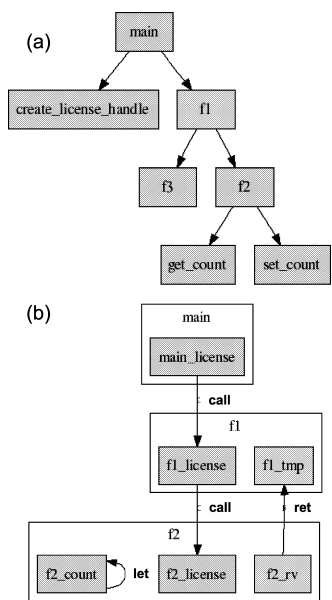 (a)
main
create_license_handle
f1
f3
f2
get_count
set_count
(b)
main
main_license
call
f1
f1_license
f1_tmp
call
ret
f2
f2_count
let
f2_license
f2_rv